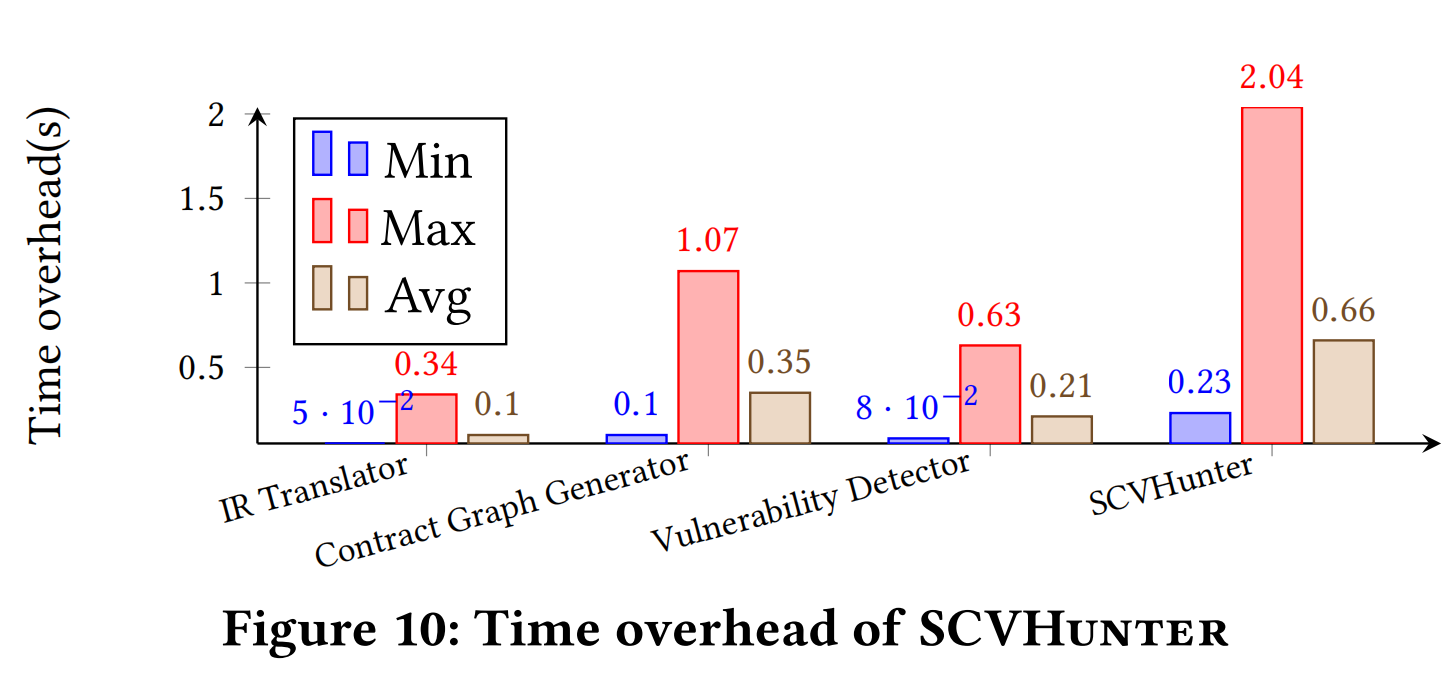 Time overhead(s)
2
1.5
1
0.5
Min
Max
Avg
5 · 10⁻²
0.34
0.1
0.1
1.07
0.35
8 · 10⁻²
0.63
0.21
0.23
2.04
0.66
IR Translator
Contract Graph Generator
Vulnerability Detector
SCVHunter
Figure 10: Time overhead of SCVHUNTER